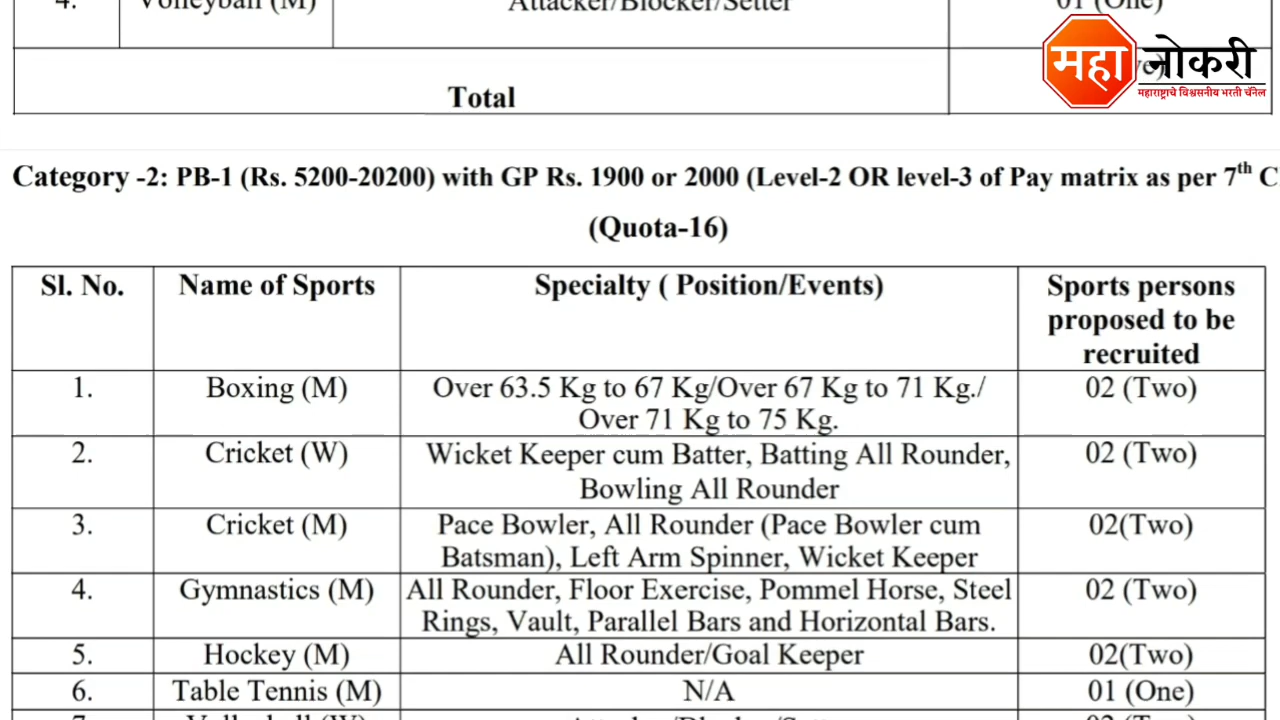 4. Volleyball (M) Attacker/Blocker/Setter 01 (One)
Total
महा नोकरी
महाराष्ट्राचे विश्वसनीय भरती चॅनेल
Category -2: PB-1 (Rs. 5200-20200) with GP Rs. 1900 or 2000 (Level-2 OR level-3 of Pay matrix as per 7th C
(Quota-16)
Sl. No. Name of Sports Specialty ( Position/Events) Sports persons
proposed to be
recruited
1. Boxing (M) Over 63.5 Kg to 67 Kg/Over 67 Kg to 71 Kg./ 02 (Two)
Over 71 Kg to 75 Kg.
2. Cricket (W) Wicket Keeper cum Batter, Batting All Rounder, 02 (Two)
Bowling All Rounder
3. Cricket (M) Pace Bowler, All Rounder (Pace Bowler cum 02(Two)
Batsman), Left Arm Spinner, Wicket Keeper
4. Gymnastics (M) All Rounder, Floor Exercise, Pommel Horse, Steel 02 (Two)
Rings, Vault, Parallel Bars and Horizontal Bars.
5. Hockey (M) All Rounder/Goal Keeper 02(Two)
6. Table Tennis (M) N/A 01 (One)